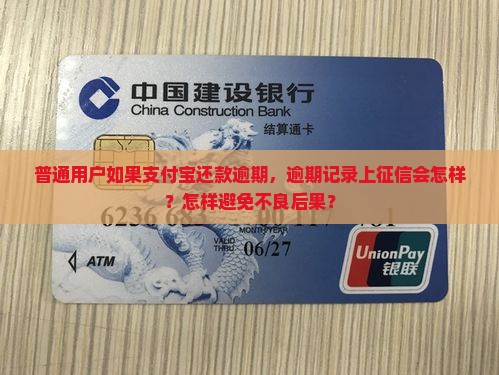 中国建设银行
China Construction Bank
结算通卡
普通用户如果支付宝还款逾期，逾期记录上征信会怎样
？怎样避免不良后果？
6236
MONTH/YEAR
VALID
THRU
06/27
ATM
UnionPay
银联